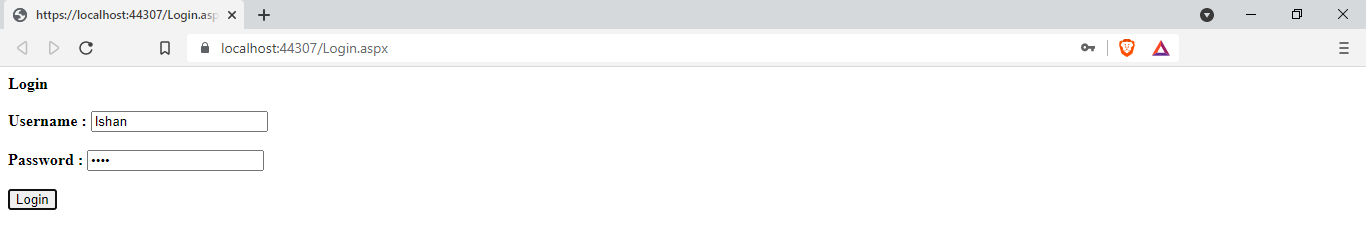 https://localhost:44307/Login.asp
localhost:44307/Login.aspx
Login
Username : Ishan
Password : ••••
Login